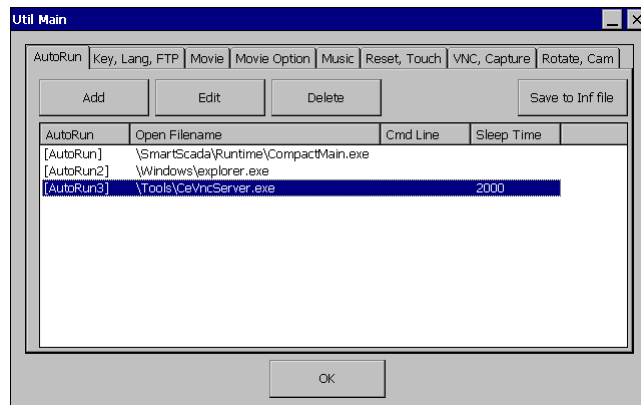 Util Main
AutoRun Key, Lang, FTP Movie Movie Option Music Reset, Touch VNC, Capture Rotate, Cam
Add Edit Delete Save to Inf file
AutoRun Open Filename Cmd Line Sleep Time
[AutoRun] \SmartScada\Runtime\CompactMain.exe
[AutoRun2] \Windows\explorer.exe
[AutoRun3] \Tools\CeVncServer.exe 2000
OK